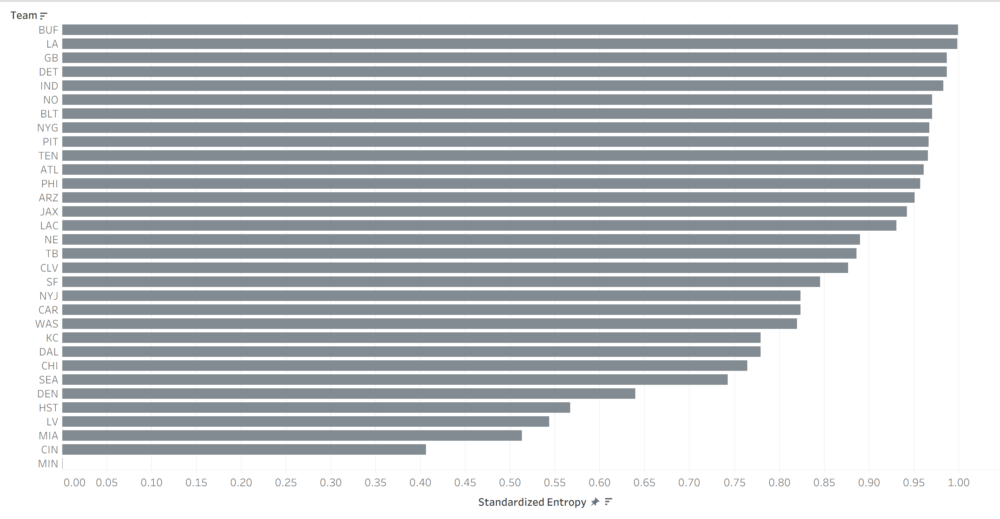 Team
BUF
LA
GB
DET
IND
NO
BLT
NYG
PIT
TEN
ATL
PHI
ARZ
JAX
LAC
NE
TB
CLV
SF
NYJ
CAR
WAS
KC
DAL
CHI
SEA
DEN
HST
LV
MIA
CIN
MIN
0.00 0.05 0.10 0.15 0.20 0.25 0.30 0.35 0.40 0.45 0.50 0.55 0.60 0.65 0.70 0.75 0.80 0.85 0.90 0.95 1.00
Standardized Entropy